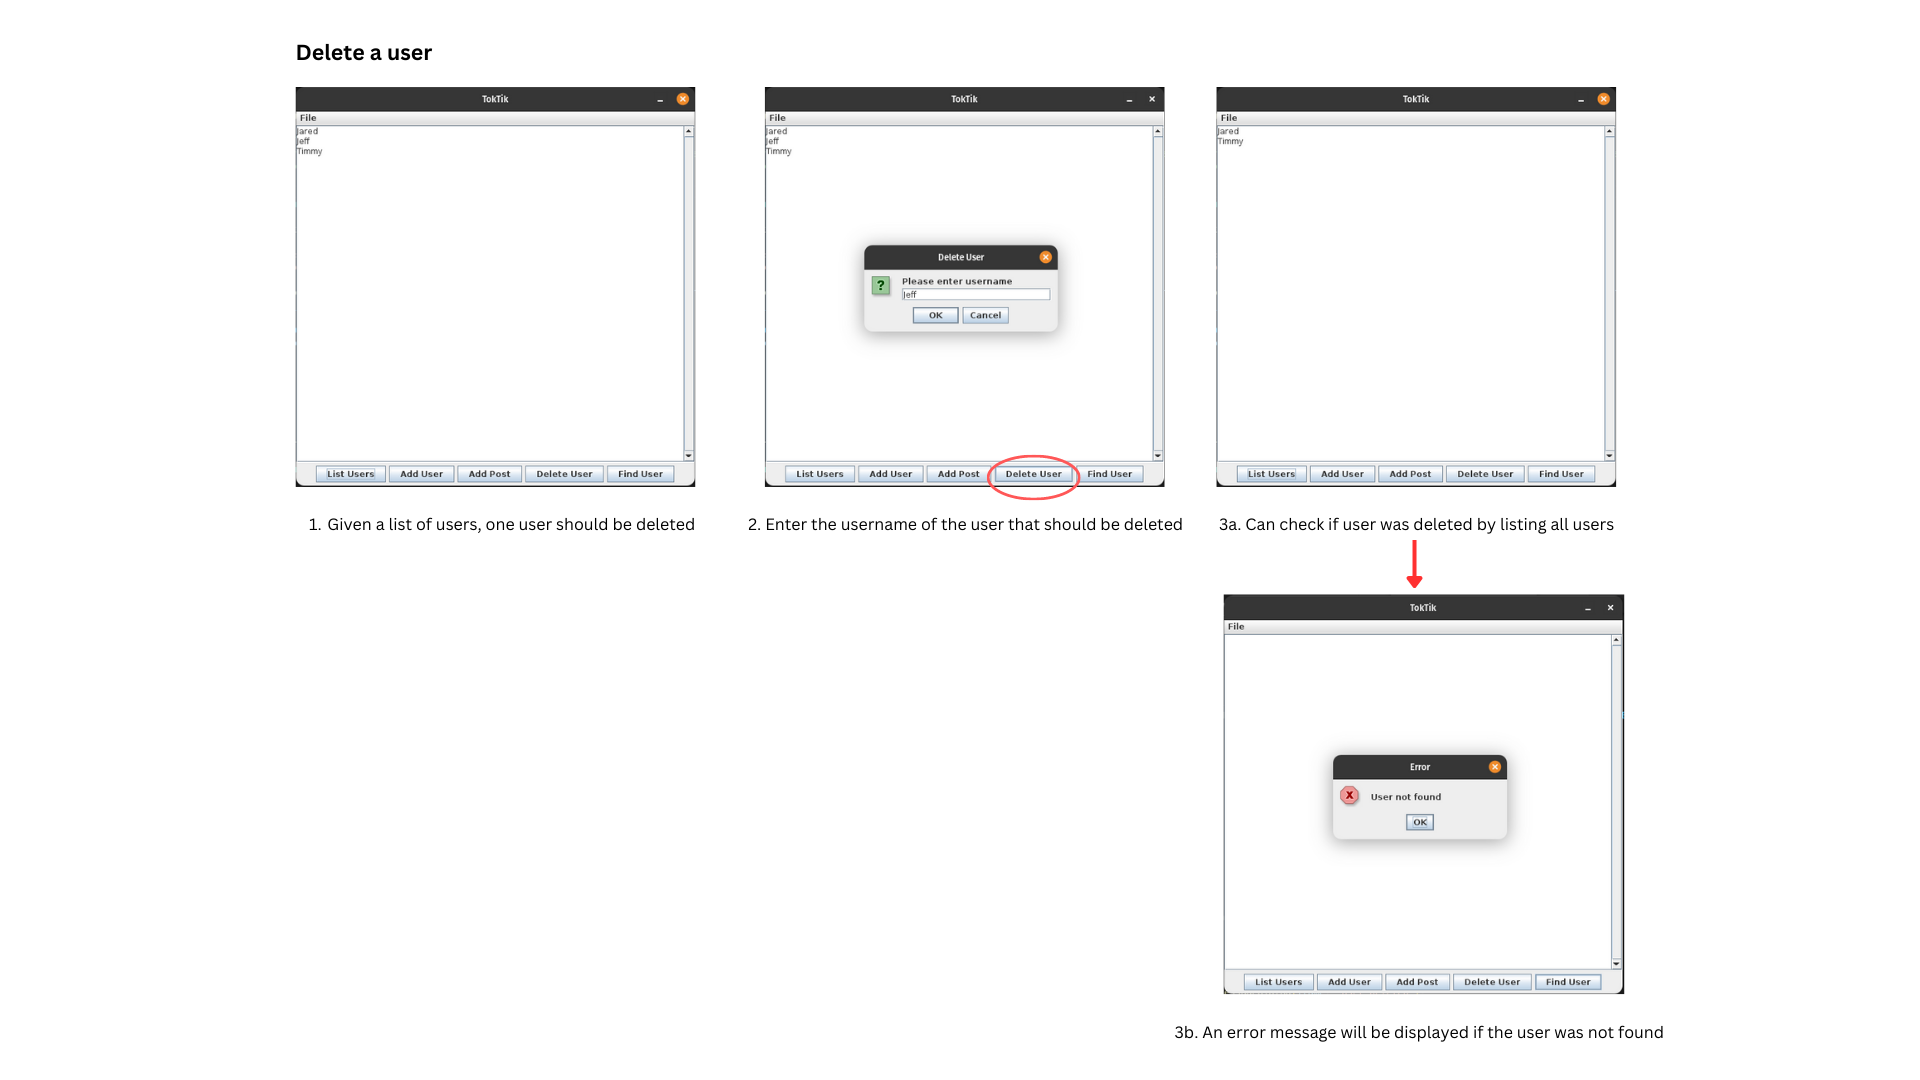 Delete a user
TokTik
File
Jared
Jeff
Timmy
List Users Add User Add Post Delete User Find User
1. Given a list of users, one user should be deleted
TokTik
File
Jared
Jeff
Timmy
Delete User
?
Please enter username
Jeff
OK Cancel
List Users Add User Add Post Delete User Find User
2. Enter the username of the user that should be deleted
TokTik
File
Jared
Timmy
List Users Add User Add Post Delete User Find User
3a. Can check if user was deleted by listing all users
TokTik
File
Error
X
User not found
OK
List Users Add User Add Post Delete User Find User
3b. An error message will be displayed if the user was not found